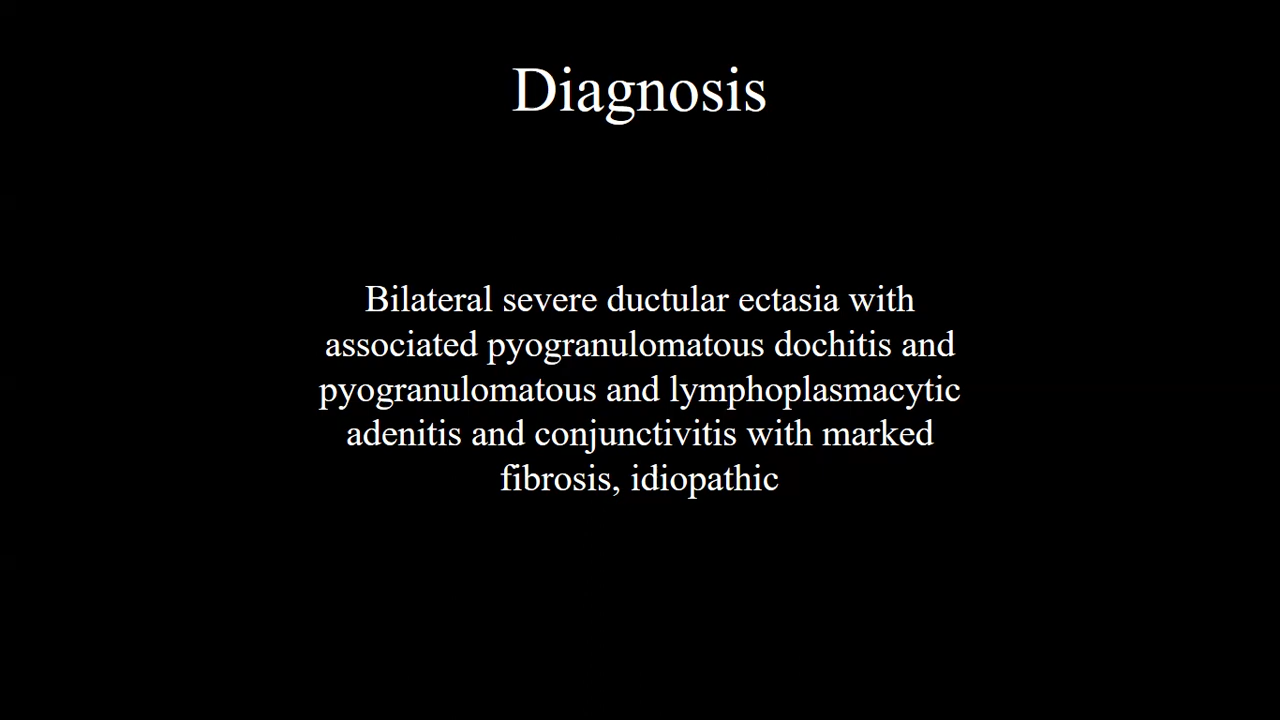 Diagnosis
Bilateral severe ductular ectasia with
associated pyogranulomatous dochitis and
pyogranulomatous and lymphoplasmacytic
adenitis and conjunctivitis with marked
fibrosis, idiopathic